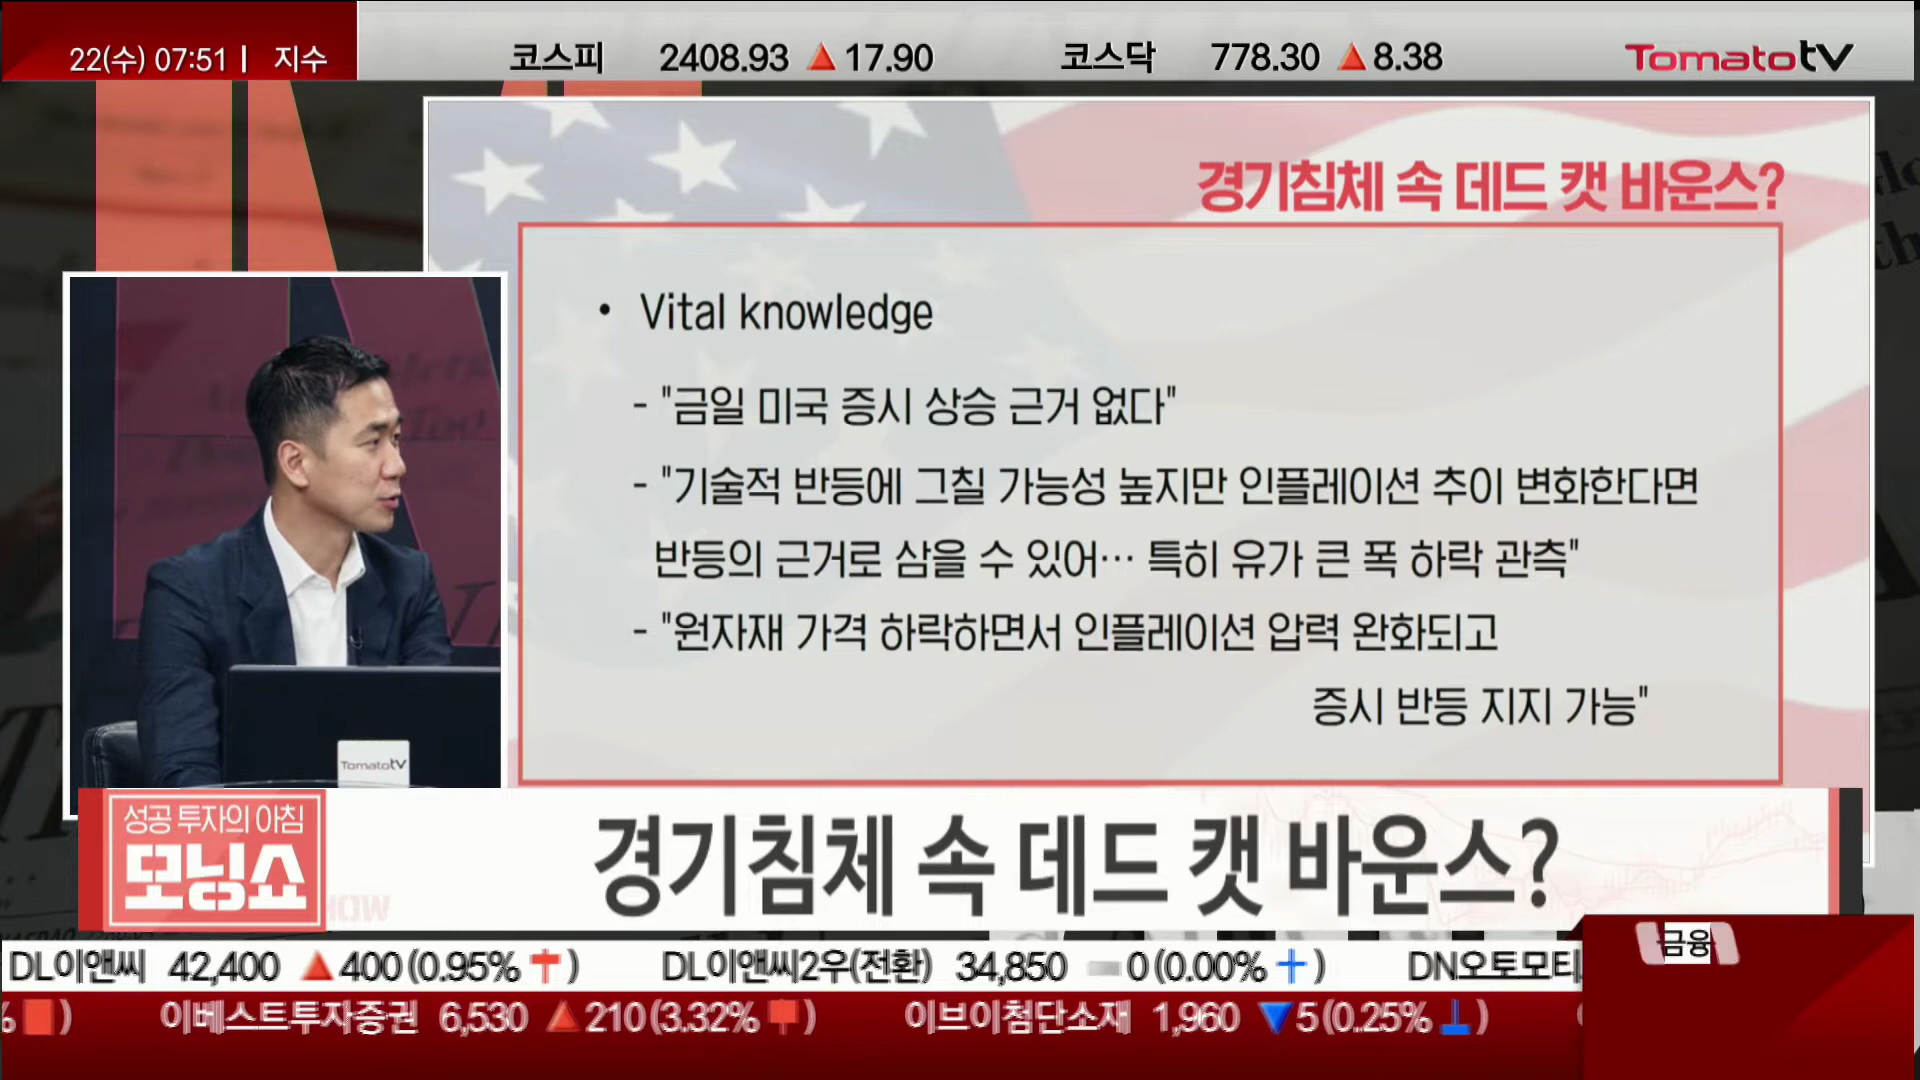 22(수) 07:51 | 지수 코스피 2408.93 ▲ 17.90 코스닥 778.30 ▲ 8.38 Tomatotv
경기침체 속 데드 캣 바운스?
• Vital knowledge
- "금일 미국 증시 상승 근거 없다"
- "기술적 반등에 그칠 가능성 높지만 인플레이션 추이 변화한다면
반등의 근거로 삼을 수 있어… 특히 유가 큰 폭 하락 관측"
- "원자재 가격 하락하면서 인플레이션 압력 완화되고
증시 반등 지지 가능"
Tomatotv
성공 투자의 아침
모닝쇼
경기침체 속 데드 캣 바운스?
DL이앤씨 42,400 ▲400(0.95%↑) DL이앤씨2우(전환) 34,850 0(0.00%+) DN오토모티
금융
%) 이베스트투자증권 6,530 ▲210(3.32%) 이브이첨단소재 1,960 ▼5(0.25%)